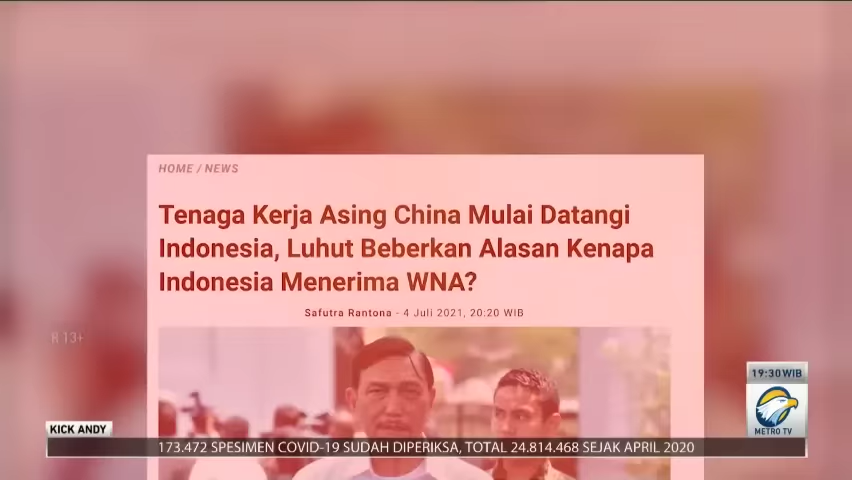 HOME / NEWS
Tenaga Kerja Asing China Mulai Datangi
Indonesia, Luhut Beberkan Alasan Kenapa
Indonesia Menerima WNA?
Safutra Rantona - 4 Juli 2021, 20:20 WIB
R 13+
19:30 WIB
METRO TV
KICK ANDY
173.472 SPESIMEN COVID-19 SUDAH DIPERIKSA, TOTAL 24.814.468 SEJAK APRIL 2020